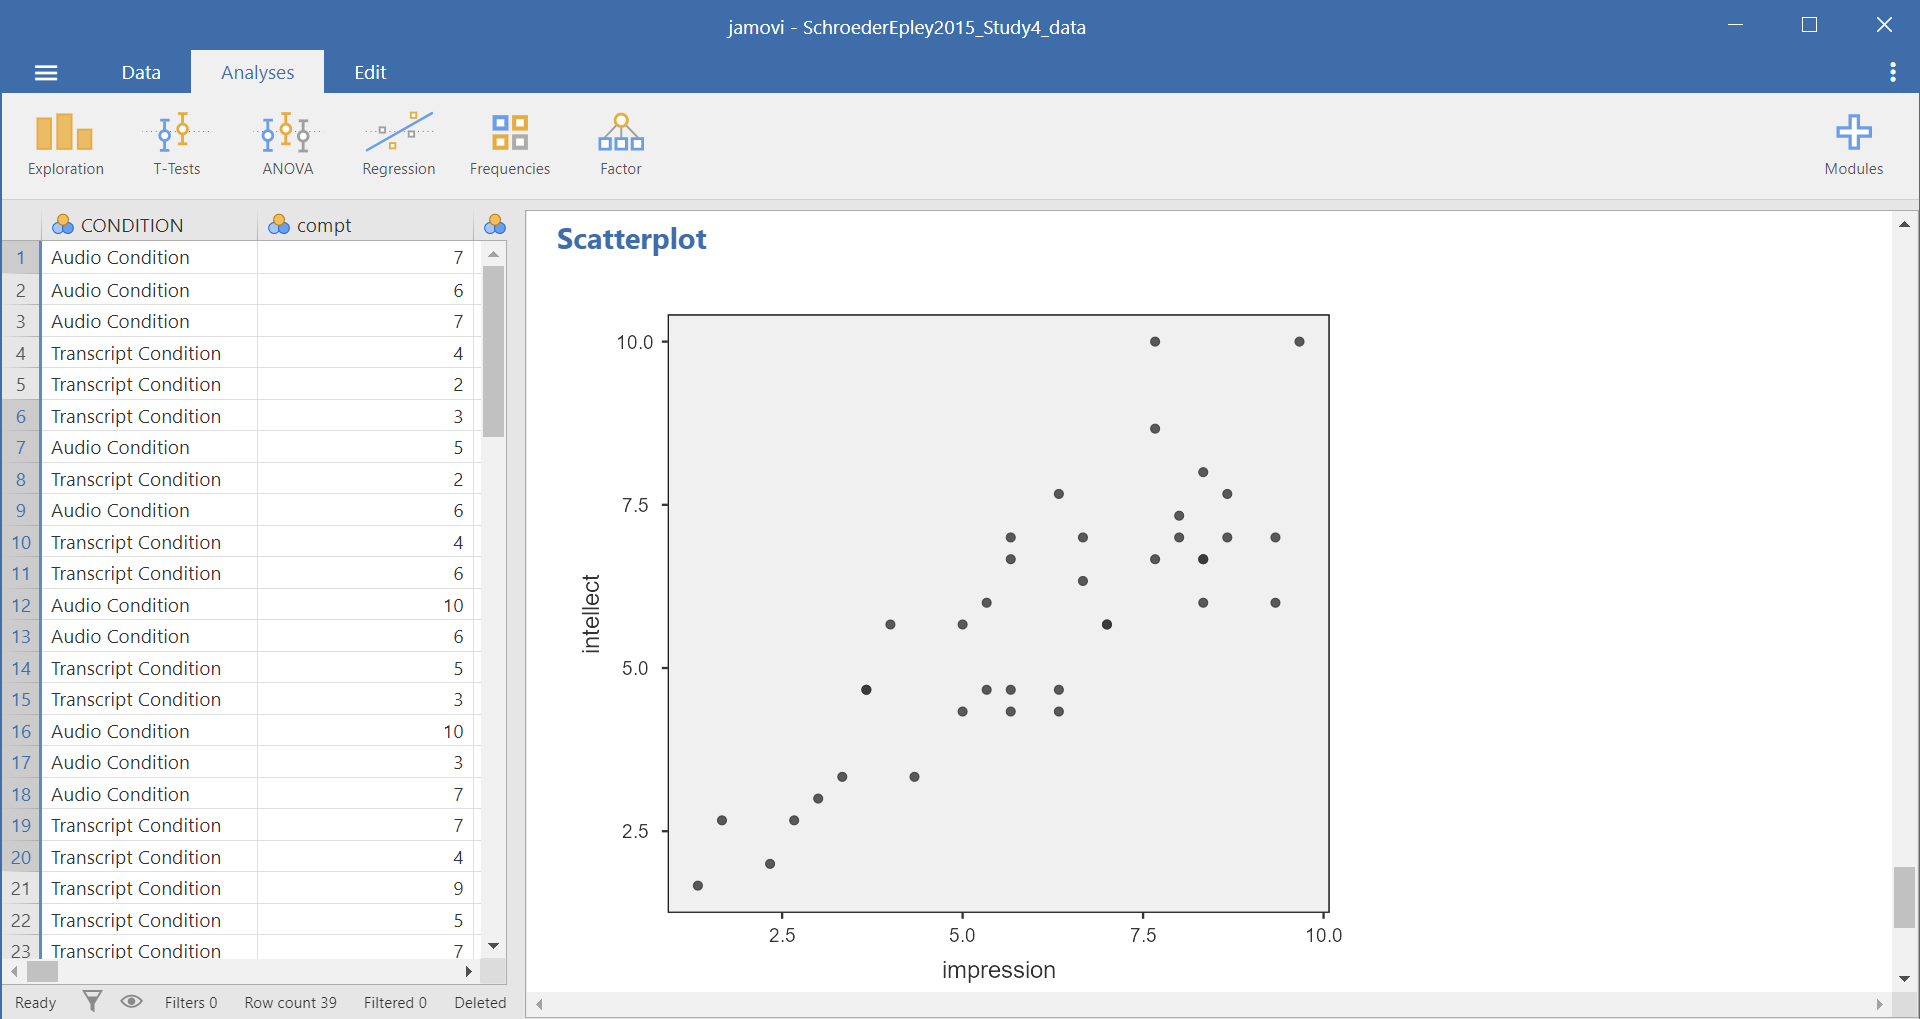 jamovi - SchroederEpley2015_Study4_data
Data Analyses Edit
Exploration T-Tests ANOVA Regression Frequencies Factor Modules
CONDITION compt
1 Audio Condition 7
2 Audio Condition 6
3 Audio Condition 7
4 Transcript Condition 4
5 Transcript Condition 2
6 Transcript Condition 3
7 Audio Condition 5
8 Transcript Condition 2
9 Audio Condition 6
10 Transcript Condition 4
11 Transcript Condition 6
12 Audio Condition 10
13 Audio Condition 6
14 Transcript Condition 5
15 Transcript Condition 3
16 Audio Condition 10
17 Audio Condition 3
18 Audio Condition 7
19 Transcript Condition 7
20 Transcript Condition 4
21 Transcript Condition 9
22 Transcript Condition 5
23 Transcript Condition 7
Ready Filters 0 Row count 39 Filtered 0 Deleted
Scatterplot
10.0
7.5
5.0
2.5
intellect
2.5 5.0 7.5 10.0
impression